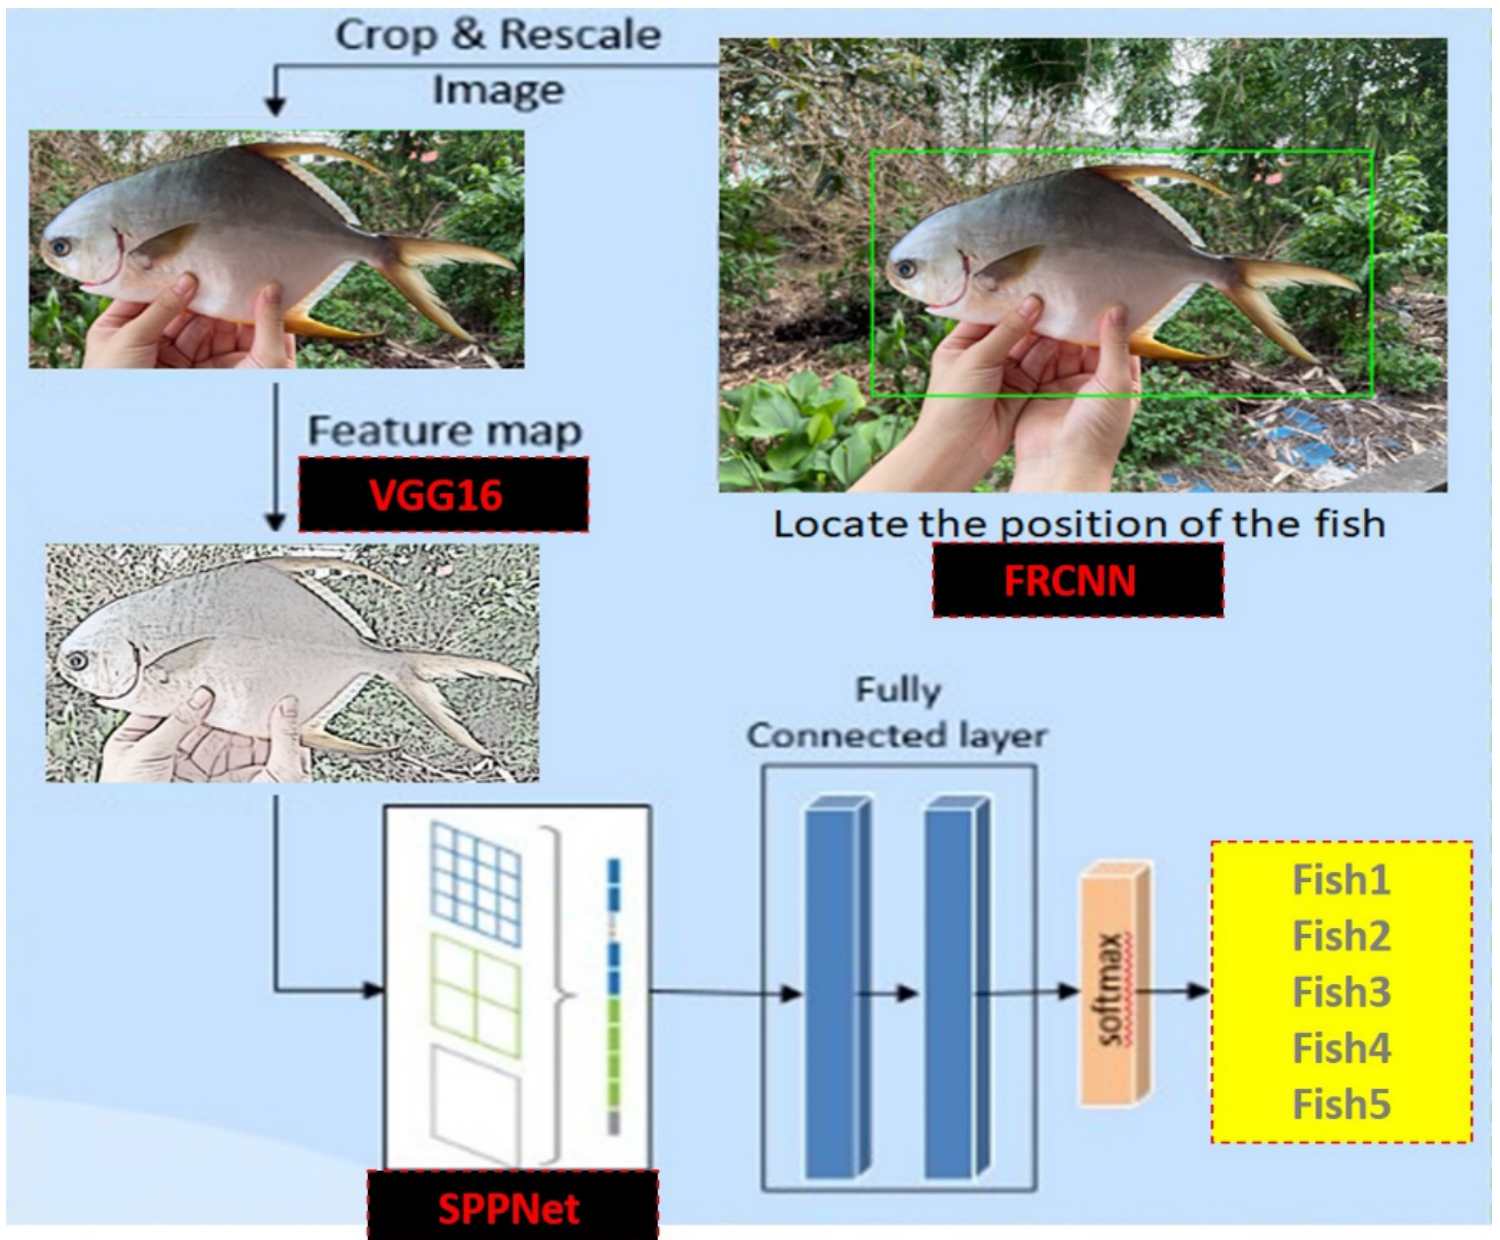 Crop & Rescale
Image
Locate the position of the fish
FRCNN
Feature map
VGG16
SPPNet
Fully
Connected layer
softmax
Fish1
Fish2
Fish3
Fish4
Fish5